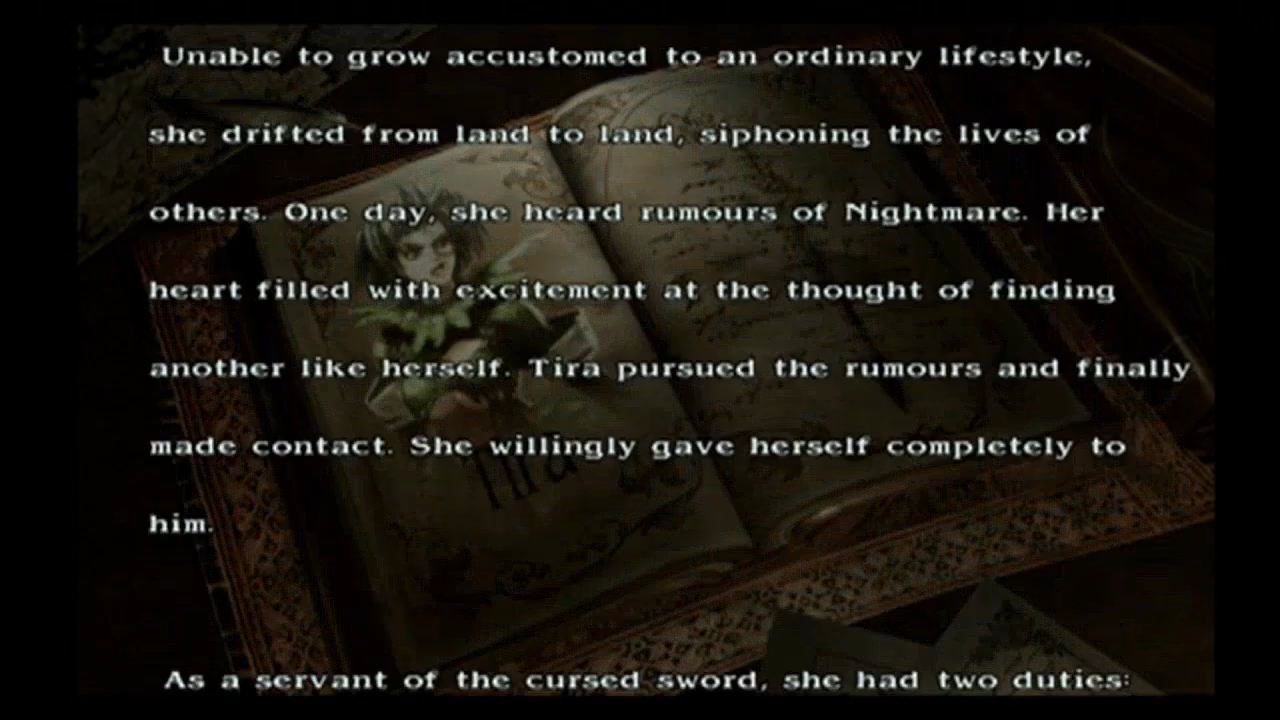 Unable to grow accustomed to an ordinary lifestyle,
she drifted from land to land, siphoning the lives of
others. One day, she heard rumours of Nightmare. Her
heart filled with excitement at the thought of finding
another like herself. Tira pursued the rumours and finally
made contact. She willingly gave herself completely to
him.
Tira
As a servant of the cursed sword, she had two duties: